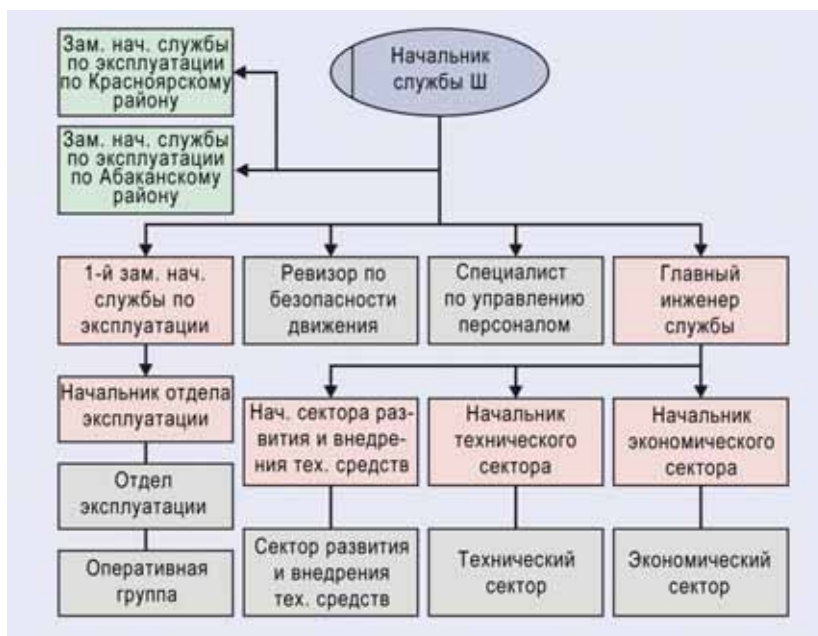 Зам. нач. службы
по эксплуатации
по Красноярскому
району
Начальник
службы Ш
Зам. нач. службы
по эксплуатации
по Абаканскому
району
1-й зам. нач.
службы по
эксплуатации
Ревизор по
безопасности
движения
Специалист
по управлению
персоналом
Главный
инженер
службы
Начальник отдела
эксплуатации
Нач. сектора раз-
вития и внедре-
ния тех. средств
Начальник
технического
сектора
Начальник
экономического
сектора
Отдел
эксплуатации
Оперативная
группа
Сектор развития
и внедрения
тех. средств
Технический
сектор
Экономический
сектор